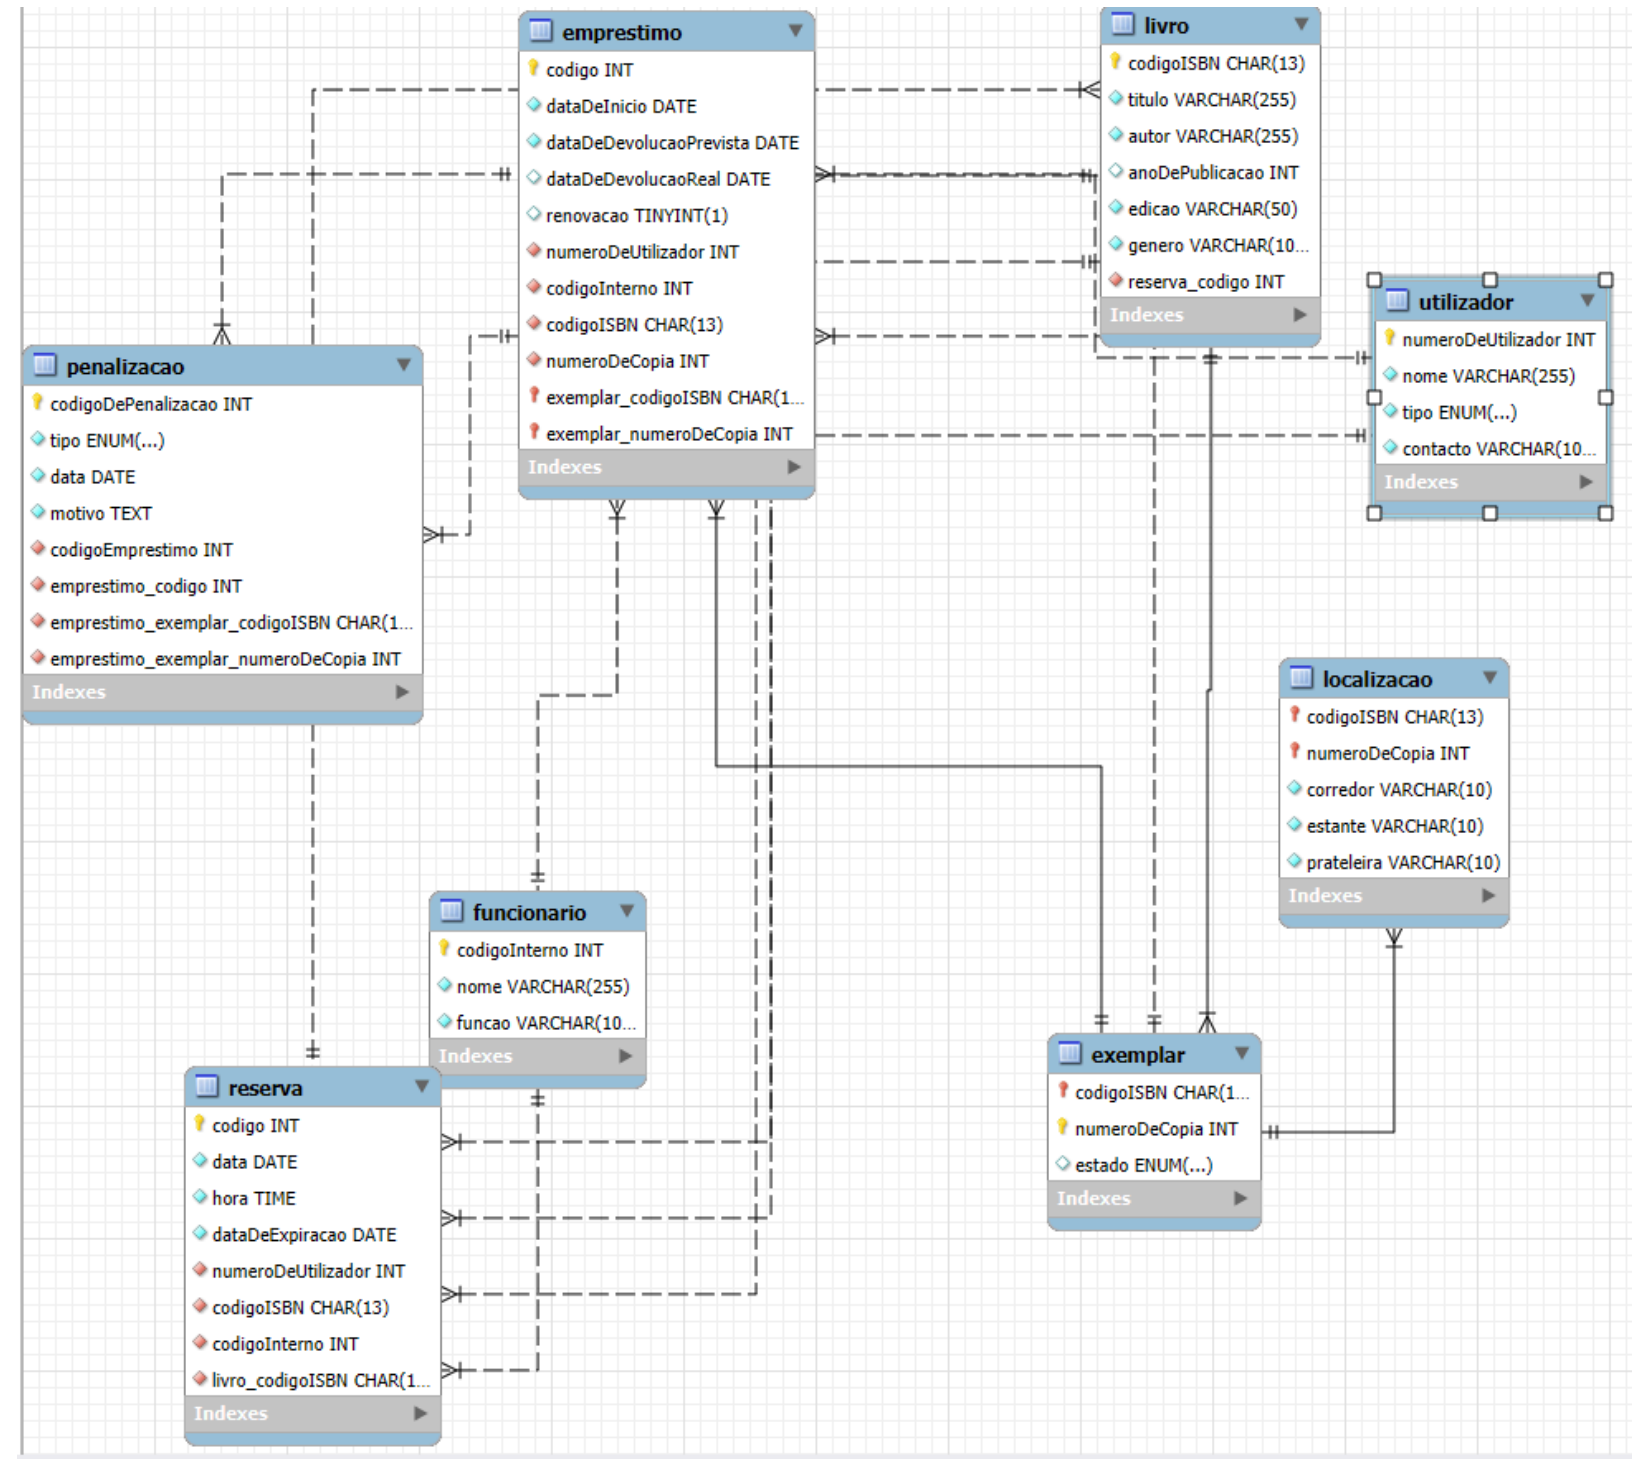 emprestimo
codigo INT
dataDeInicio DATE
dataDeDevolucaoPrevista DATE
dataDeDevolucaoReal DATE
renovacao TINYINT(1)
numeroDeUtilizador INT
codigoInterno INT
codigoISBN CHAR(13)
numeroDeCopia INT
exemplar_codigoISBN CHAR(1...
exemplar_numeroDeCopia INT
Indexes
livro
codigoISBN CHAR(13)
titulo VARCHAR(255)
autor VARCHAR(255)
anoDePublicacao INT
edicao VARCHAR(50)
genero VARCHAR(10...
reserva_codigo INT
Indexes
utilizador
numeroDeUtilizador INT
nome VARCHAR(255)
tipo ENUM(...)
contacto VARCHAR(10...
Indexes
penalizacao
codigoDePenalizacao INT
tipo ENUM(...)
data DATE
motivo TEXT
codigoEmprestimo INT
emprestimo_codigo INT
emprestimo_exemplar_codigoISBN CHAR(1...
emprestimo_exemplar_numeroDeCopia INT
Indexes
localizacao
codigoISBN CHAR(13)
numeroDeCopia INT
corredor VARCHAR(10)
estante VARCHAR(10)
prateleira VARCHAR(10)
Indexes
funcionario
codigoInterno INT
nome VARCHAR(255)
funcao VARCHAR(10...
Indexes
exemplar
codigoISBN CHAR(1...
numeroDeCopia INT
estado ENUM(...)
Indexes
reserva
codigo INT
data DATE
hora TIME
dataDeExpiracao DATE
numeroDeUtilizador INT
codigoISBN CHAR(13)
codigoInterno INT
livro_codigoISBN CHAR(1...
Indexes